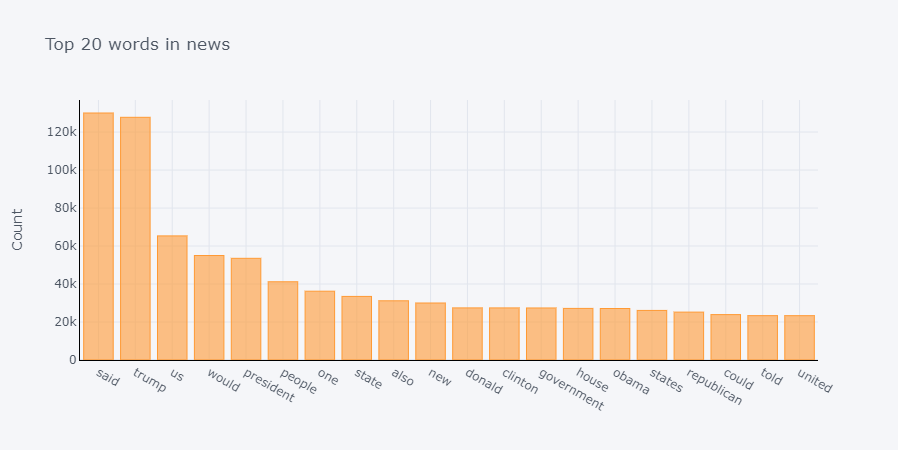 Top 20 words in news
Count
120k
100k
80k
60k
40k
20k
0
said
trump
us
would
president
people
one
state
also
new
donald
clinton
government
house
obama
states
republican
could
told
united